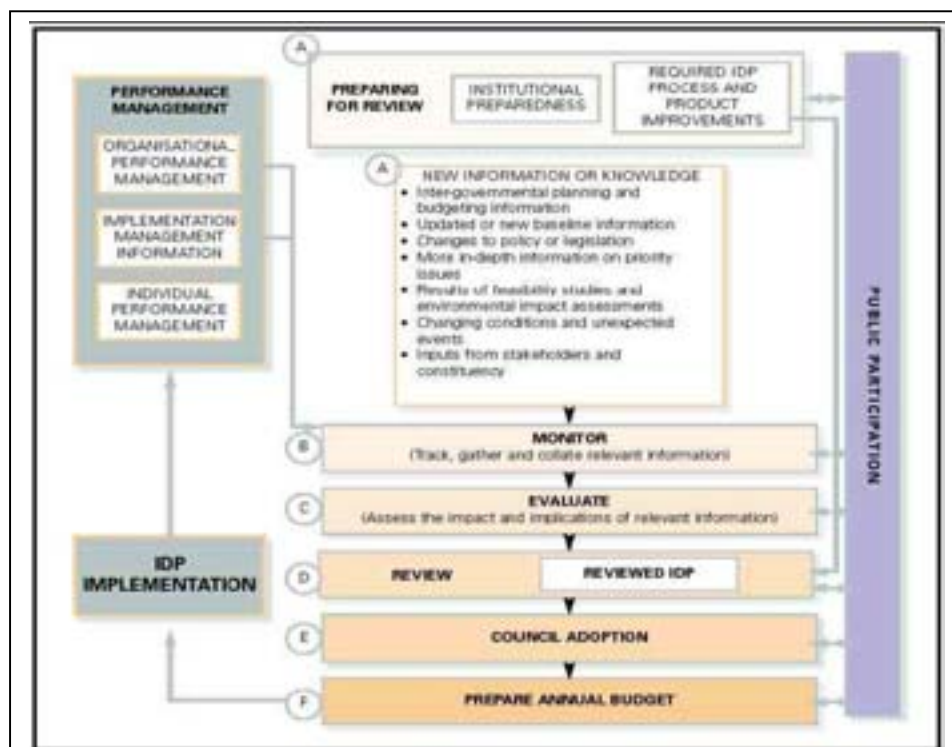 A
PREPARING
FOR REVIEW
INSTITUTIONAL
PREPAREDNESS
REQUIRED IDP
PROCESS AND
PRODUCT
IMPROVEMENTS
PERFORMANCE
MANAGEMENT
ORGANISATIONAL
PERFORMANCE
MANAGEMENT
IMPLEMENTATION
MANAGEMENT
INFORMATION
INDIVIDUAL
PERFORMANCE
MANAGEMENT
A
NEW INFORMATION OR KNOWLEDGE
• Inter-governmental planning and
budgeting information
• Updated or new baseline information
• Changes to policy or legislation
• More in-depth information on priority
issues
• Results of feasibility studies and
environmental impact assessments
• Changing conditions and unexpected
events
• Inputs from stakeholders and
constituency
PUBLIC PARTICIPATION
B
MONITOR
(Track, gather and collate relevant information)
C
EVALUATE
(Assess the impact and implications of relevant information)
IDP
IMPLEMENTATION
D
REVIEW
REVIEWED IDP
E
COUNCIL ADOPTION
F
PREPARE ANNUAL BUDGET